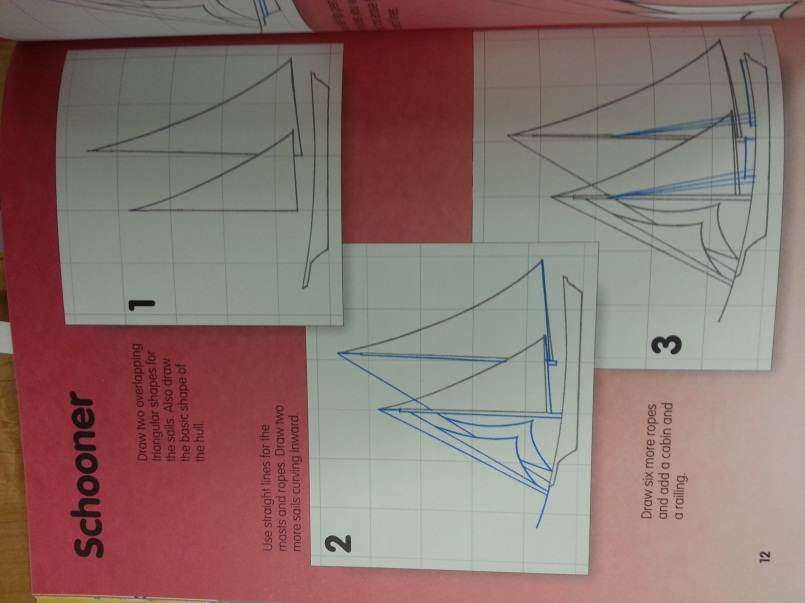 Schooner
1
Draw two overlapping
triangular shapes for
the sails. Also draw
the basic shape of
the hull.
Use straight lines for the
masts and ropes. Draw two
more sails curving inward.
2
3
Draw six more ropes
and add a cabin and
a railing.
12